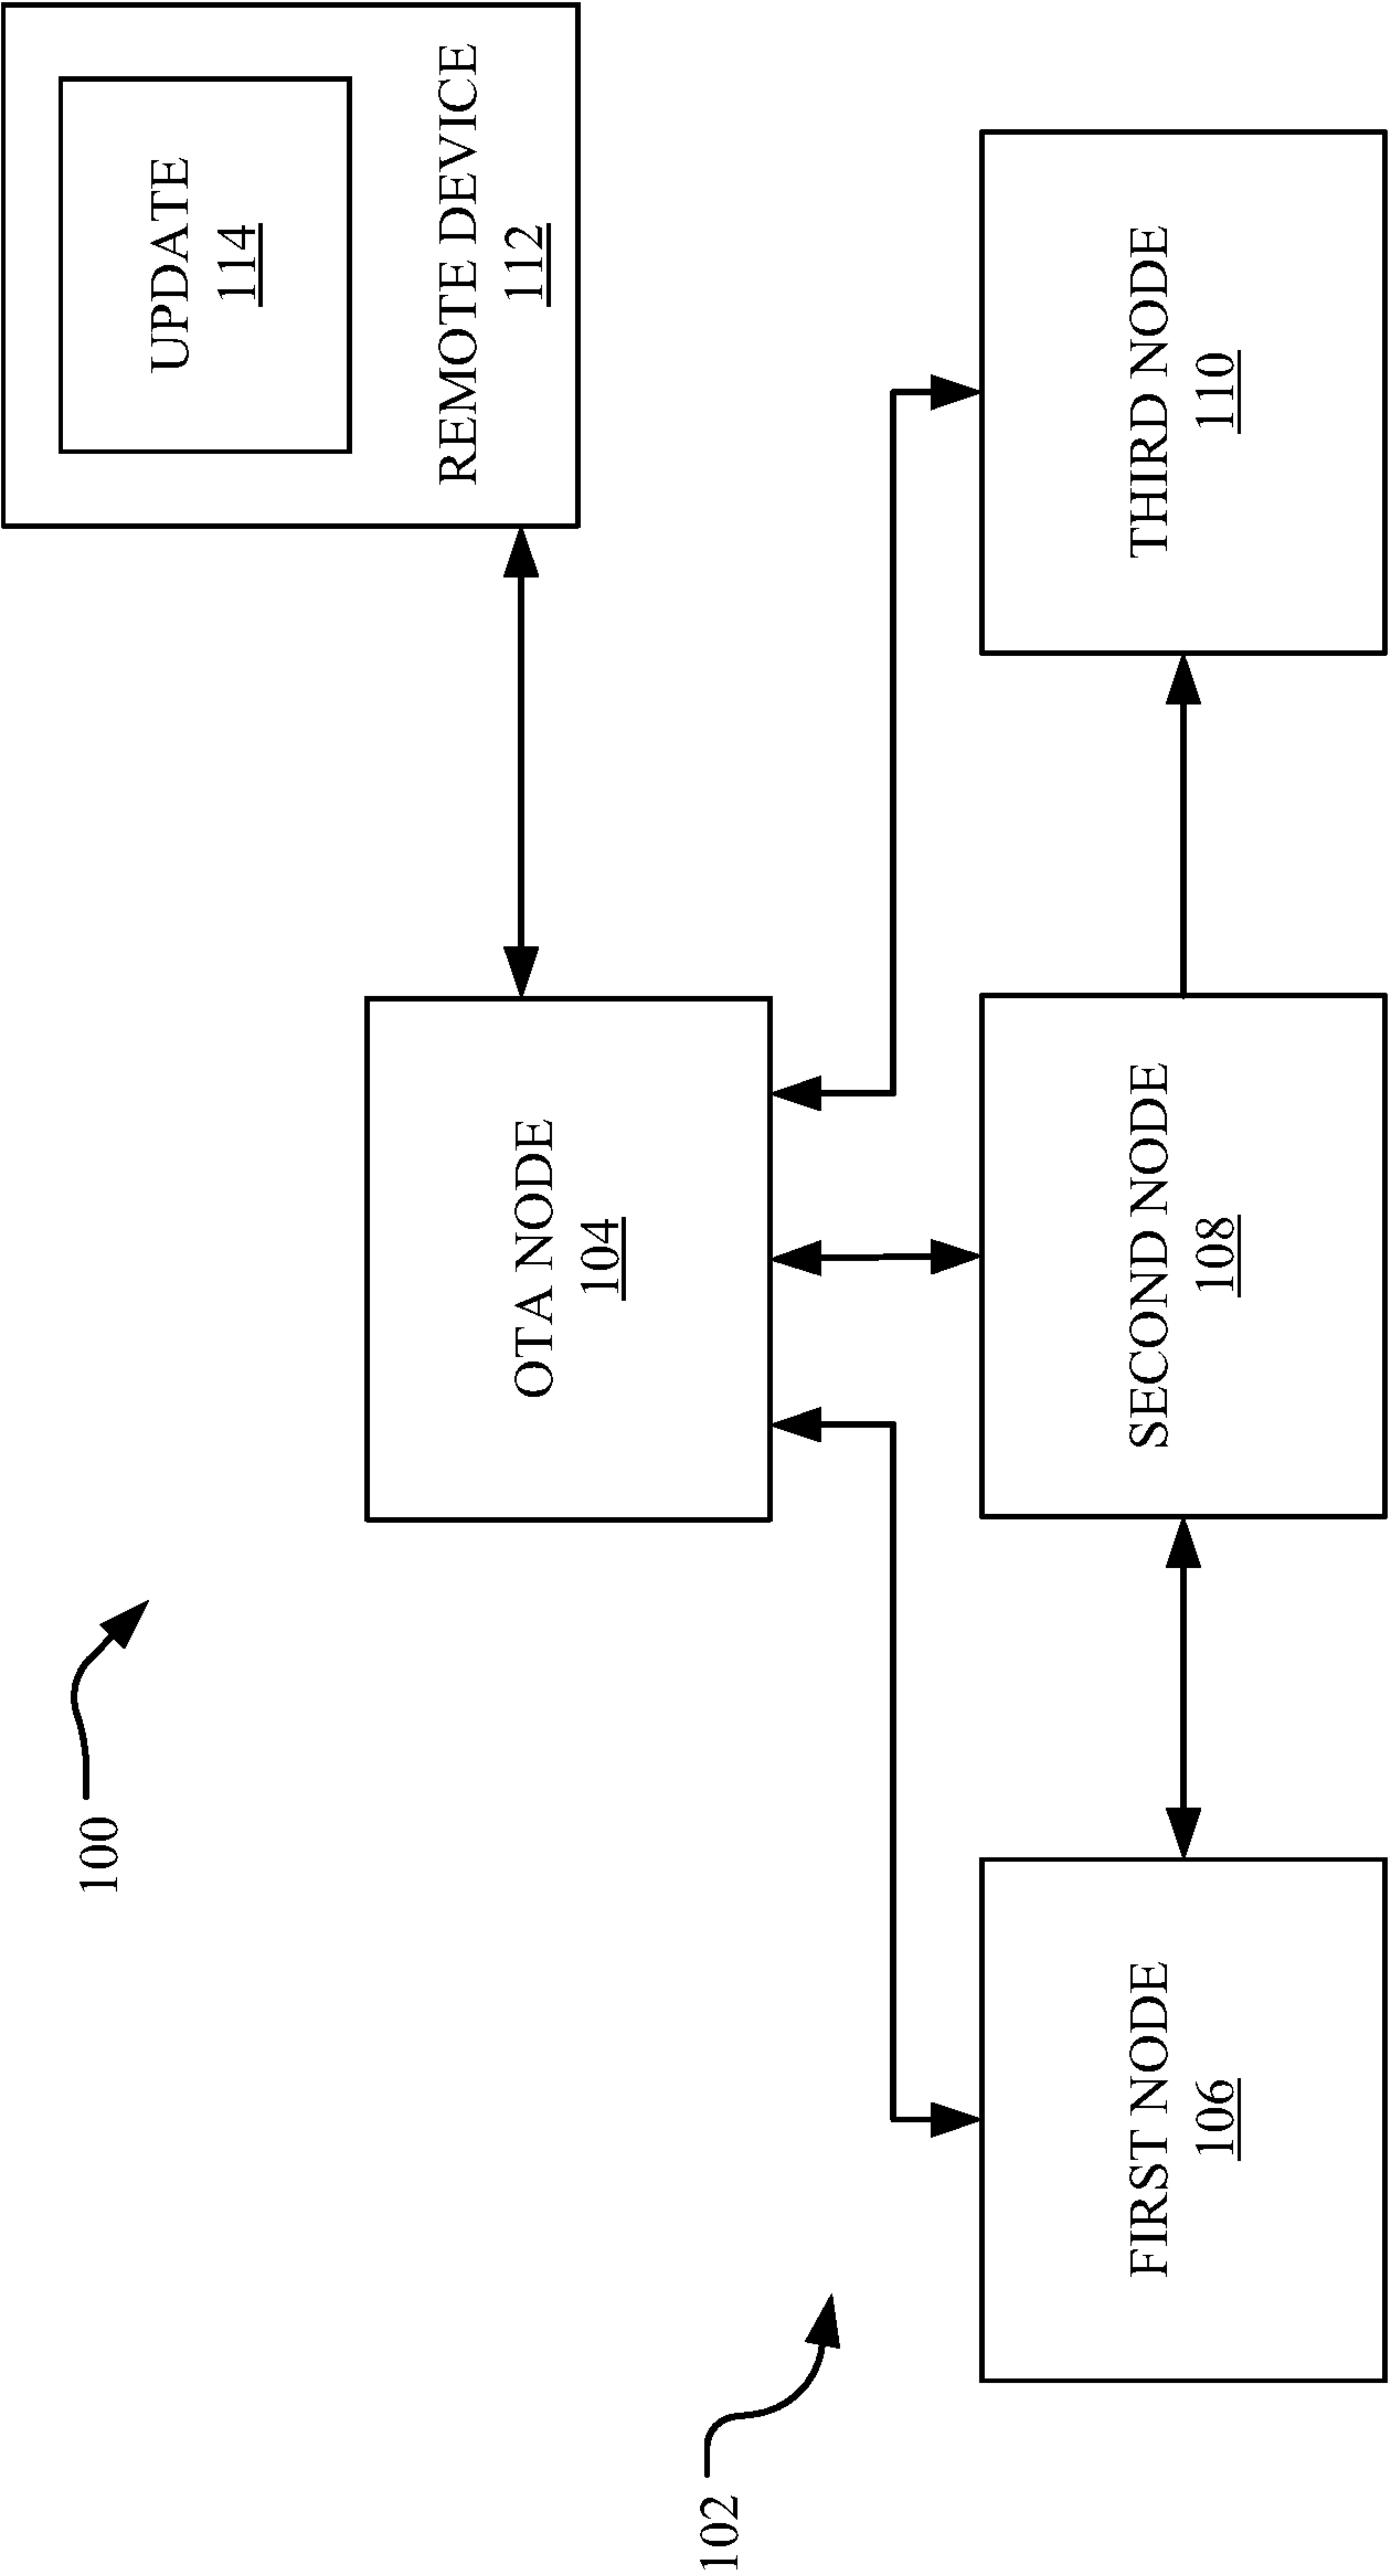 100
UPDATE
114
REMOTE DEVICE
112
OTA NODE
104
102
FIRST NODE
106
SECOND NODE
108
THIRD NODE
110